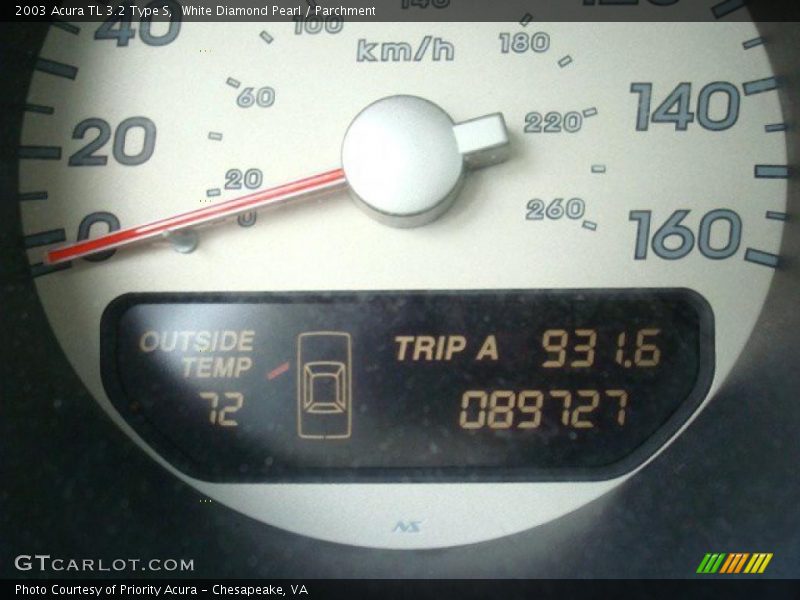 2003 Acura TL 3.2 Type S, White Diamond Pearl / Parchment
40 100 140
km/h 180
60 140
20 220
20
0 0 260 160
OUTSIDE TEMP TRIP A 931.6
72 089727
GTCARLOT.COM
Photo Courtesy of Priority Acura - Chesapeake, VA